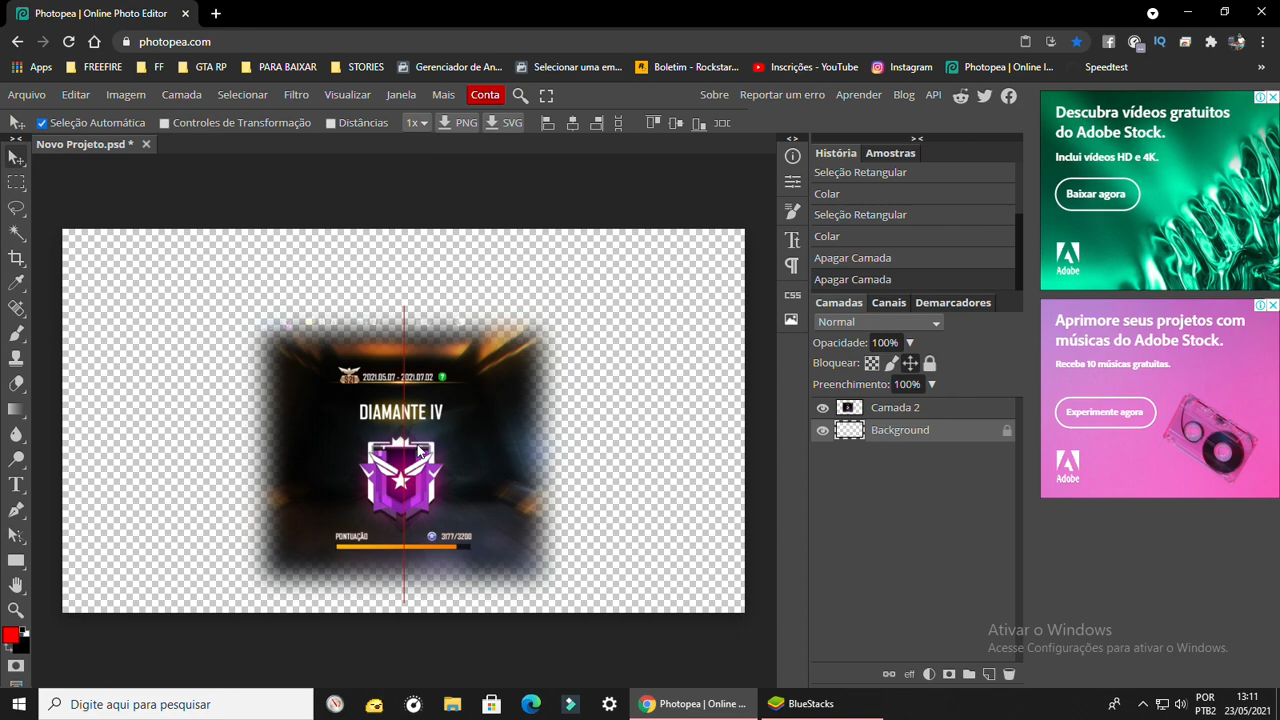 Photopea | Online Photo Editor
photopea.com
Apps FREEFIRE FF GTA RP PARA BAIXAR STORIES Gerenciador de An... Selecionar uma em... Boletim - Rockstar... Inscrições - YouTube Instagram Photopea | Online I... Speedtest »
Arquivo Editar Imagem Camada Selecionar Filtro Visualizar Janela Mais Conta Sobre Reportar um erro Aprender Blog API
Seleção Automática Controles de Transformação Distâncias 1x PNG SVG
Novo Projeto.psd *
História Amostras
Seleção Retangular
Colar
Seleção Retangular
Colar
Apagar Camada
Apagar Camada
CSS
Camadas Canais Demarcadores
Normal
Opacidade: 100%
Bloquear:
Preenchimento: 100%
Camada 2
Background
eff
2021.05.07 - 2021.07.02
DIAMANTE IV
PONTUAÇÃO 3177/3200
Descubra vídeos gratuitos
do Adobe Stock.
Inclui vídeos HD e 4K.
Baixar agora
Adobe
Aprimore seus projetos com
músicas do Adobe Stock.
Receba 10 músicas gratuitas.
Experimente agora
Adobe
Ativar o Windows
Acesse Configurações para ativar o Windows.
Digite aqui para pesquisar
Photopea | Online ...
BlueStacks
POR
PTB2
13:11
23/05/2021